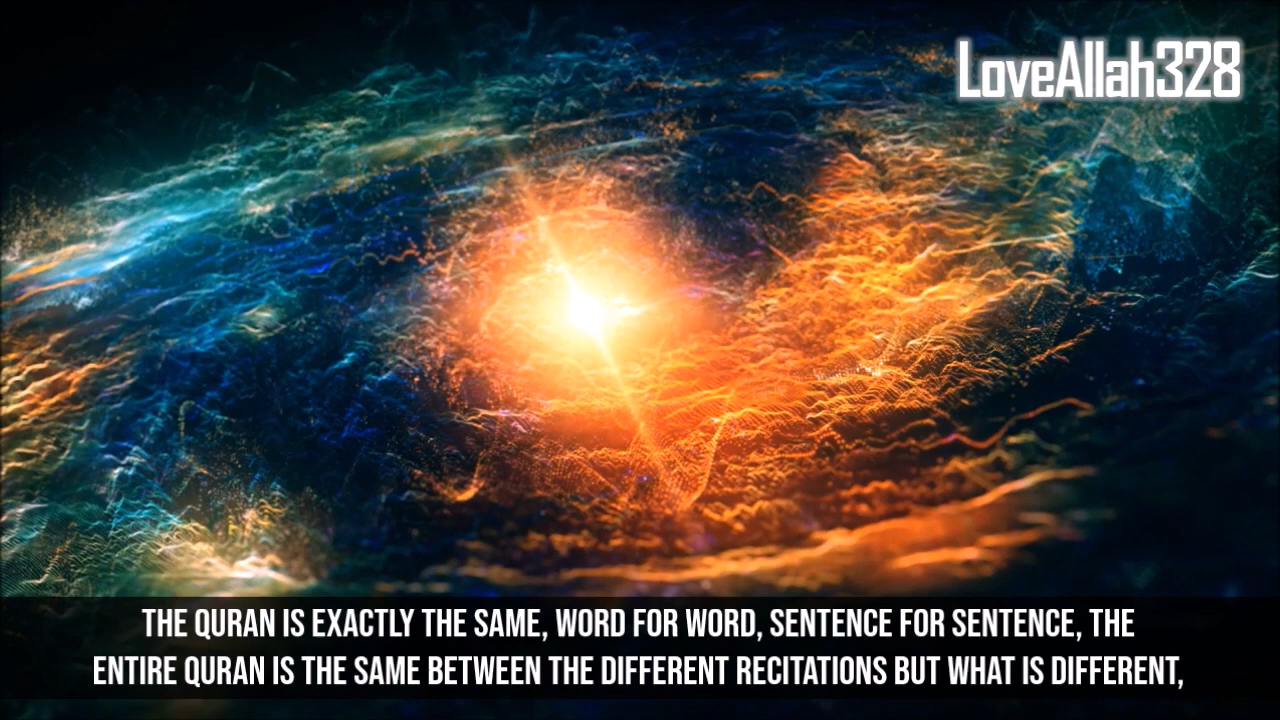 LoveAllah328
THE QURAN IS EXACTLY THE SAME, WORD FOR WORD, SENTENCE FOR SENTENCE, THE
ENTIRE QURAN IS THE SAME BETWEEN THE DIFFERENT RECITATIONS BUT WHAT IS DIFFERENT,